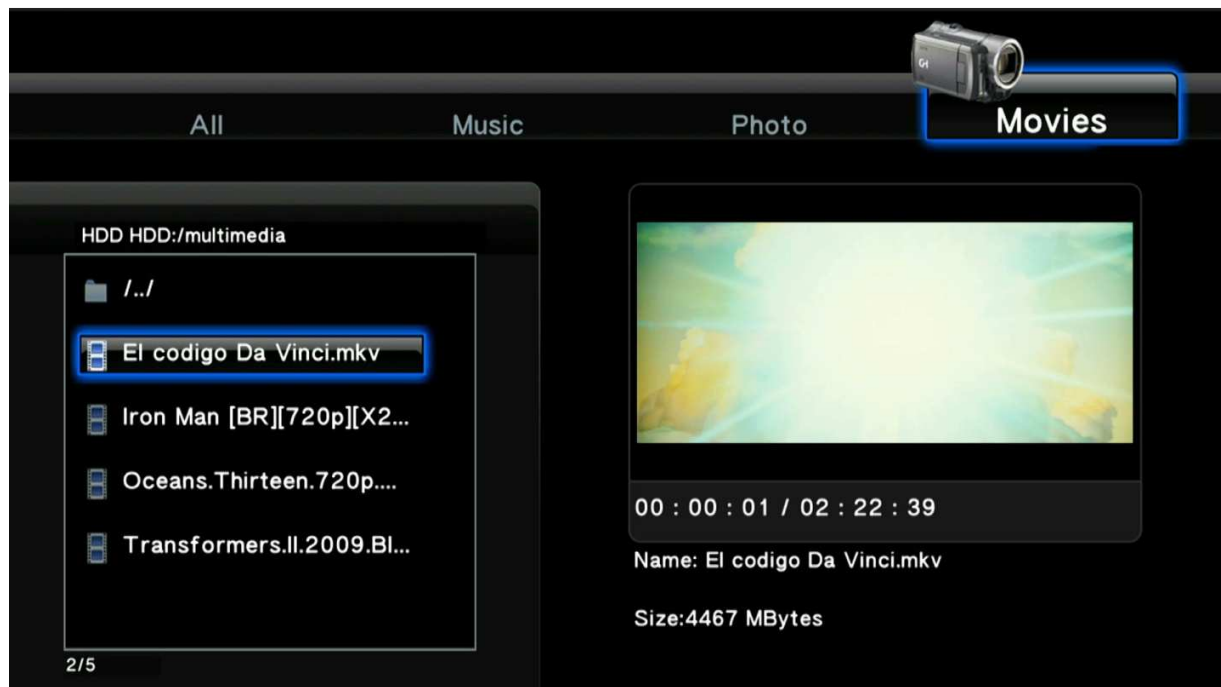 All Music Photo Movies
HDD HDD:/multimedia
/../
El codigo Da Vinci.mkv
Iron Man [BR][720p][X2...
Oceans.Thirteen.720p....
Transformers.II.2009.Bl...
2/5
00 : 00 : 01 / 02 : 22 : 39
Name: El codigo Da Vinci.mkv
Size:4467 MBytes